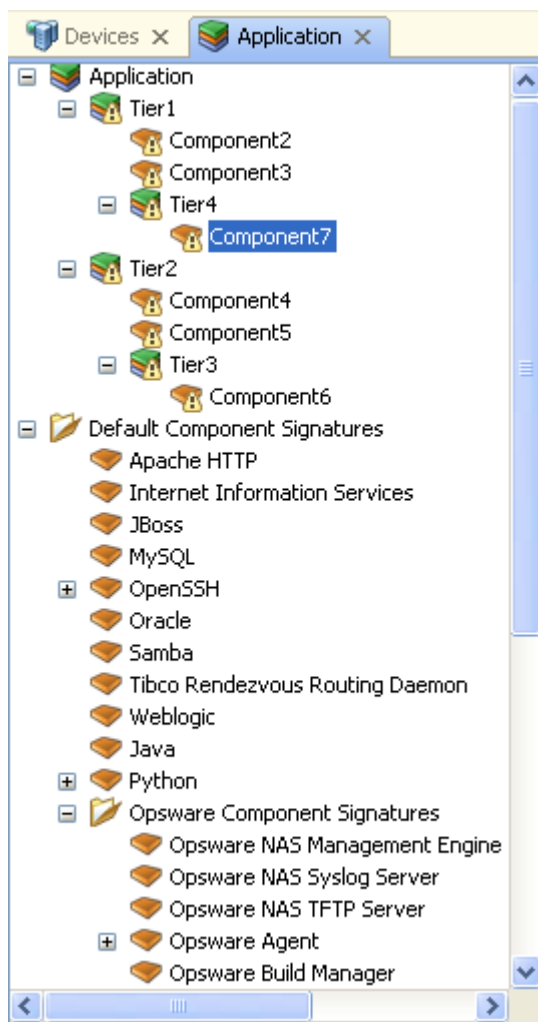 Devices Application
Application
Tier1
Component2
Component3
Tier4
Component7
Tier2
Component4
Component5
Tier3
Component6
Default Component Signatures
Apache HTTP
Internet Information Services
JBoss
MySQL
OpenSSH
Oracle
Samba
Tibco Rendezvous Routing Daemon
Weblogic
Java
Python
Opsware Component Signatures
Opsware NAS Management Engine
Opsware NAS Syslog Server
Opsware NAS TFTP Server
Opsware Agent
Opsware Build Manager